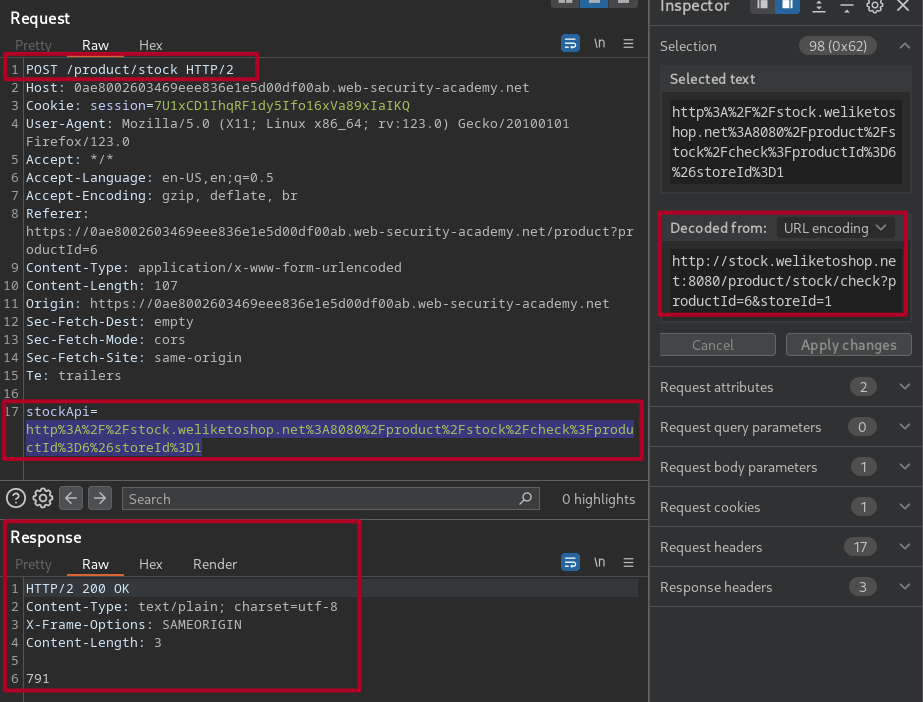 Request
Pretty Raw Hex
\n
1 POST /product/stock HTTP/2
2 Host: 0ae8002603469eee836e1e5d00df00ab.web-security-academy.net
3 Cookie: session=7U1xCD1IhqRF1dy5Ifo16xVa89xIaIKQ
4 User-Agent: Mozilla/5.0 (X11; Linux x86_64; rv:123.0) Gecko/20100101
Firefox/123.0
5 Accept: */*
6 Accept-Language: en-US,en;q=0.5
7 Accept-Encoding: gzip, deflate, br
8 Referer:
https://0ae8002603469eee836e1e5d00df00ab.web-security-academy.net/product?pr
oductId=6
9 Content-Type: application/x-www-form-urlencoded
10 Content-Length: 107
11 Origin: https://0ae8002603469eee836e1e5d00df00ab.web-security-academy.net
12 Sec-Fetch-Dest: empty
13 Sec-Fetch-Mode: cors
14 Sec-Fetch-Site: same-origin
15 Te: trailers
16
17 stockApi=
http%3A%2F%2Fstock.weliketoshop.net%3A8080%2Fproduct%2Fstock%2Fcheck%3Fprodu
ctId%3D6%26storeId%3D1
Search
0 highlights
Response
Pretty Raw Hex Render
\n
1 HTTP/2 200 OK
2 Content-Type: text/plain; charset=utf-8
3 X-Frame-Options: SAMEORIGIN
4 Content-Length: 3
5
6 791
Inspector
Selection 98 (0x62)
Selected text
http%3A%2F%2Fstock.weliketos
hop.net%3A8080%2Fproduct%2Fs
tock%2Fcheck%3FproductId%3D6
%26storeId%3D1
Decoded from: URL encoding
http://stock.weliketoshop.ne
t:8080/product/stock/check?p
roductId=6&storeId=1
Cancel Apply changes
Request attributes 2
Request query parameters 0
Request body parameters 1
Request cookies 1
Request headers 17
Response headers 3